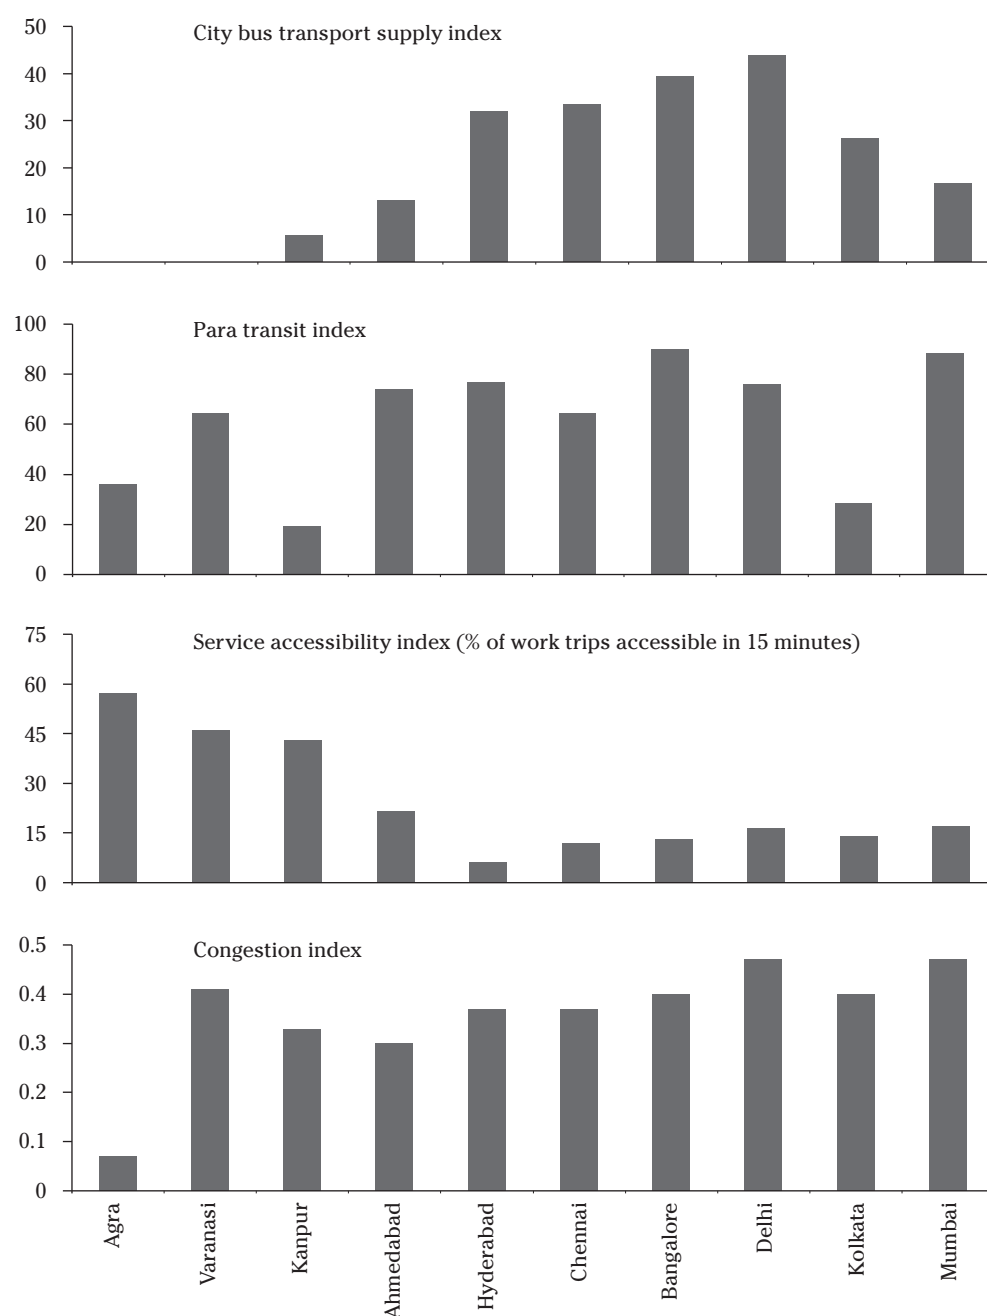 City bus transport supply index
50
40
30
20
10
0
Para transit index
100
80
60
40
20
0
Service accessibility index (% of work trips accessible in 15 minutes)
75
60
45
30
15
0
Congestion index
0.5
0.4
0.3
0.2
0.1
0
Agra
Varanasi
Kanpur
Ahmedabad
Hyderabad
Chennai
Bangalore
Delhi
Kolkata
Mumbai